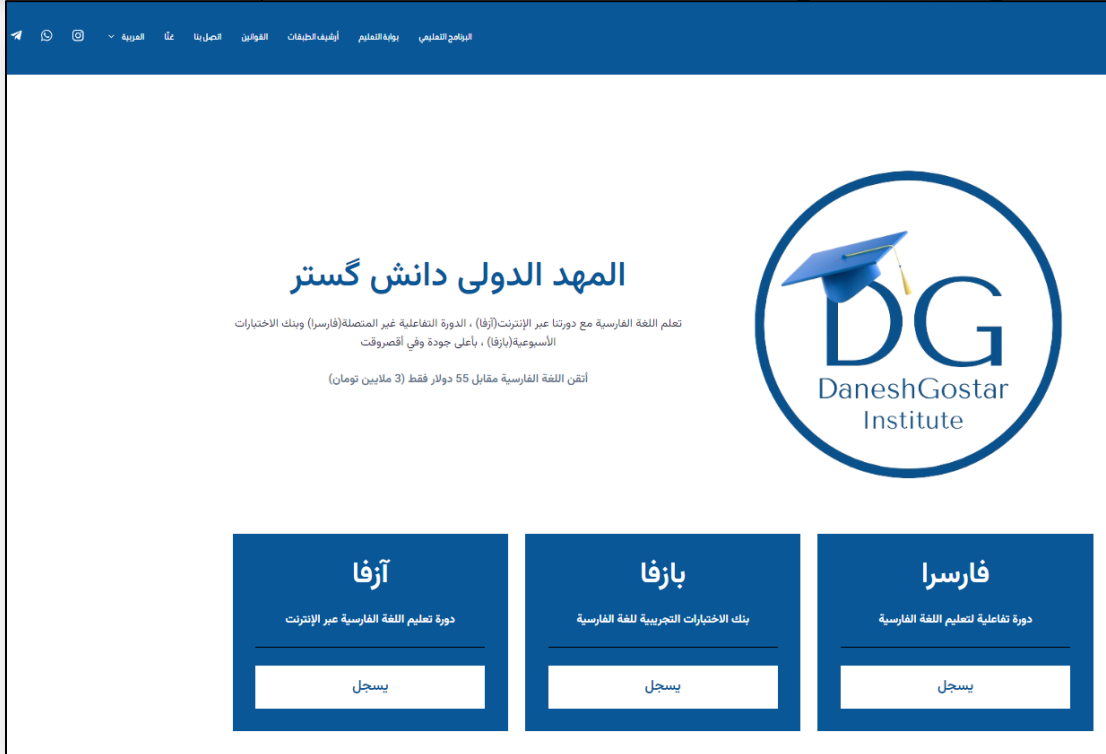 البرنامج التعليمي بوابة التعليم أرشيف الطبقات القوانين اتصل بنا عنّا العربية
DG
DaneshGostar
Institute
المهد الدولی دانش گستر
تعلم اللغة الفارسية مع دورتنا عبر الإنترنت(آزفا) ، الدورة التفاعلية غير المتصلة(فارسرا) وبنك الاختبارات
الأسبوعية(بازفا) ، بأعلى جودة وفي أقصروقت
أتقن اللغة الفارسية مقابل 55 دولار فقط (3 ملايين تومان)
فارسرا
دورة تفاعلية لتعليم اللغة الفارسية
يسجل
بازفا
بنك الاختبارات التجريبية للغة الفارسية
يسجل
آزفا
دورة تعليم اللغة الفارسية عبر الإنترنت
يسجل